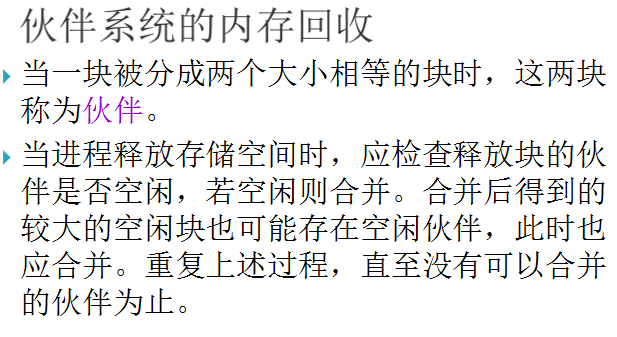 伙伴系统的内存回收
当一块被分成两个大小相等的块时，这两块
称为伙伴。
当进程释放存储空间时，应检查释放块的伙
伴是否空闲，若空闲则合并。合并后得到的
较大的空闲块也可能存在空闲伙伴，此时也
应合并。重复上述过程，直至没有可以合并
的伙伴为止。